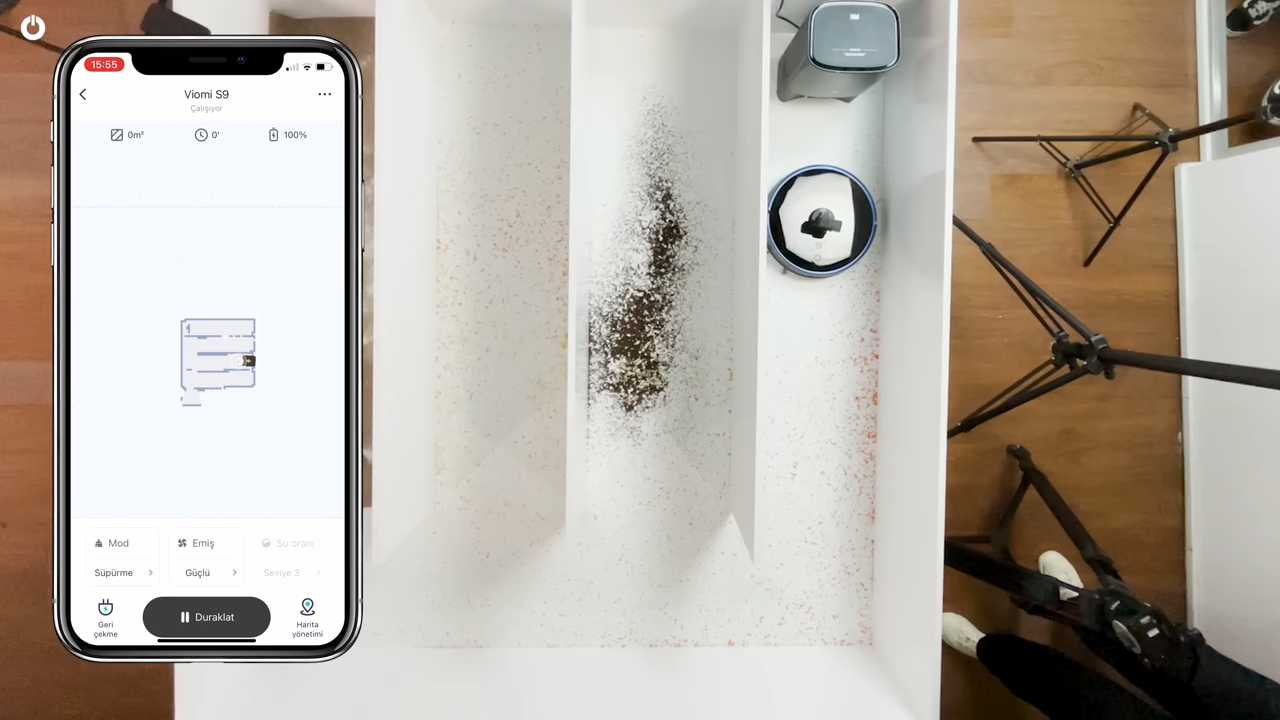 15:55
Viomi S9
Çalışıyor
0m²
0'
100%
Mod
Emiş
Su oranı
Süpürme
Güçlü
Seviye 3
Geri
çekme
Duraklat
Harita
yönetimi